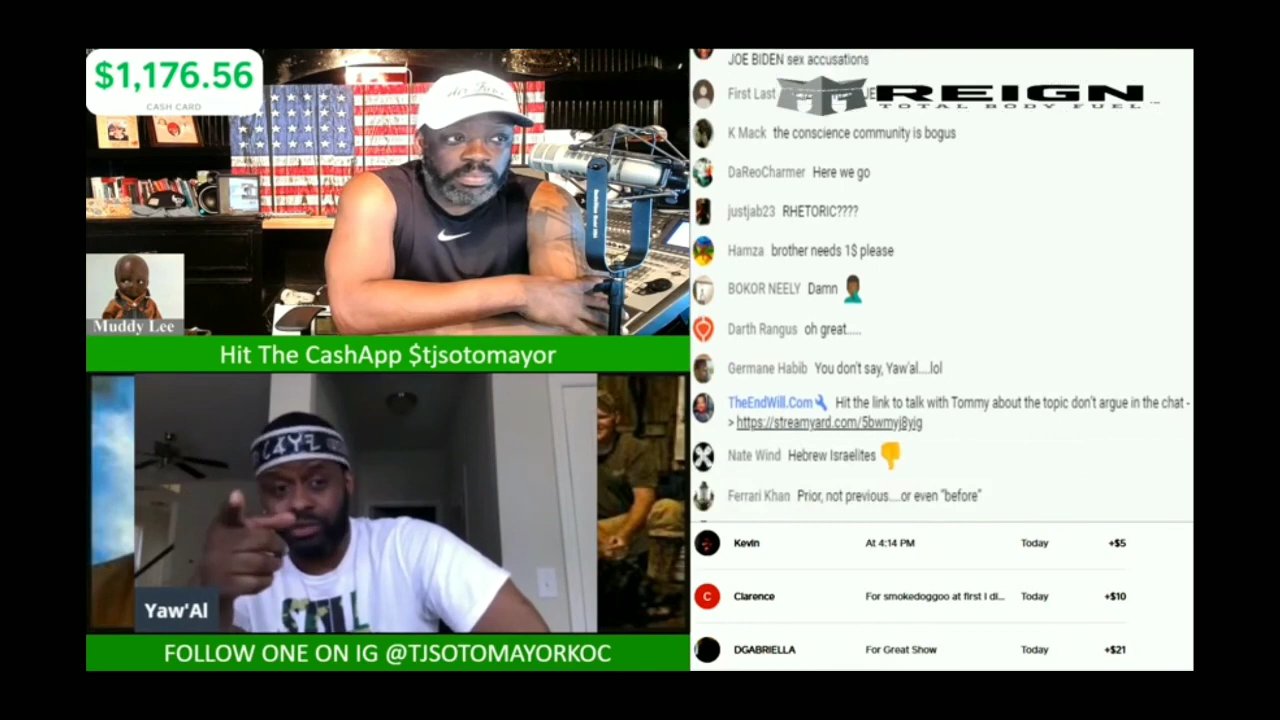 $1,176.56
CASH CARD
Muddy Lee
Hit The CashApp $tjsotomayor
Yaw'Al
FOLLOW ONE ON IG @TJSOTOMAYORKOC
JOE BIDEN sex accusations
First Last
REIGN
TOTAL BODY FUEL
K Mack the conscience community is bogus
DaReoCharmer Here we go
justjab23 RHETORIC????
Hamza brother needs 1$ please
BOKOR NEELY Damn
Darth Rangus oh great.....
Germane Habib You don't say, Yaw'al....lol
TheEndWill.Com Hit the link to talk with Tommy about the topic don't argue in the chat -
> https://streamyard.com/5bwmyj8yig
Nate Wind Hebrew Israelites
Ferrari Khan Prior, not previous....or even "before"
Kevin At 4:14 PM Today +$5
C Clarence For smokedoggoo at first I di... Today +$10
DGABRIELLA For Great Show Today +$21